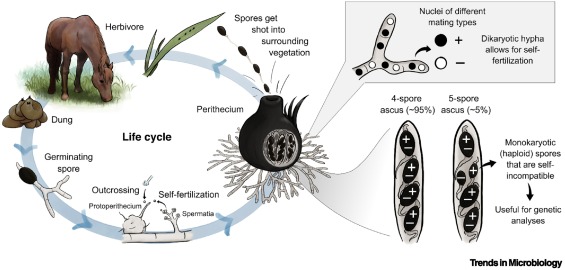 Herbivore
Spores get
shot into
surrounding
vegetation
Nuclei of different
mating types
+
−
Dikaryotic hypha
allows for self-
fertilization
Perithecium
Dung
Life cycle
4-spore
ascus (~95%)
5-spore
ascus (~5%)
Germinating
spore
Outcrossing
Self-fertilization
Protoperithecium
Spermatia
+
−
+
−
+
−
+
−
+
−
+
−
+
−
+
−
Monokaryotic
(haploid) spores
that are self-
incompatible
Useful for genetic
analyses
Trends in Microbiology